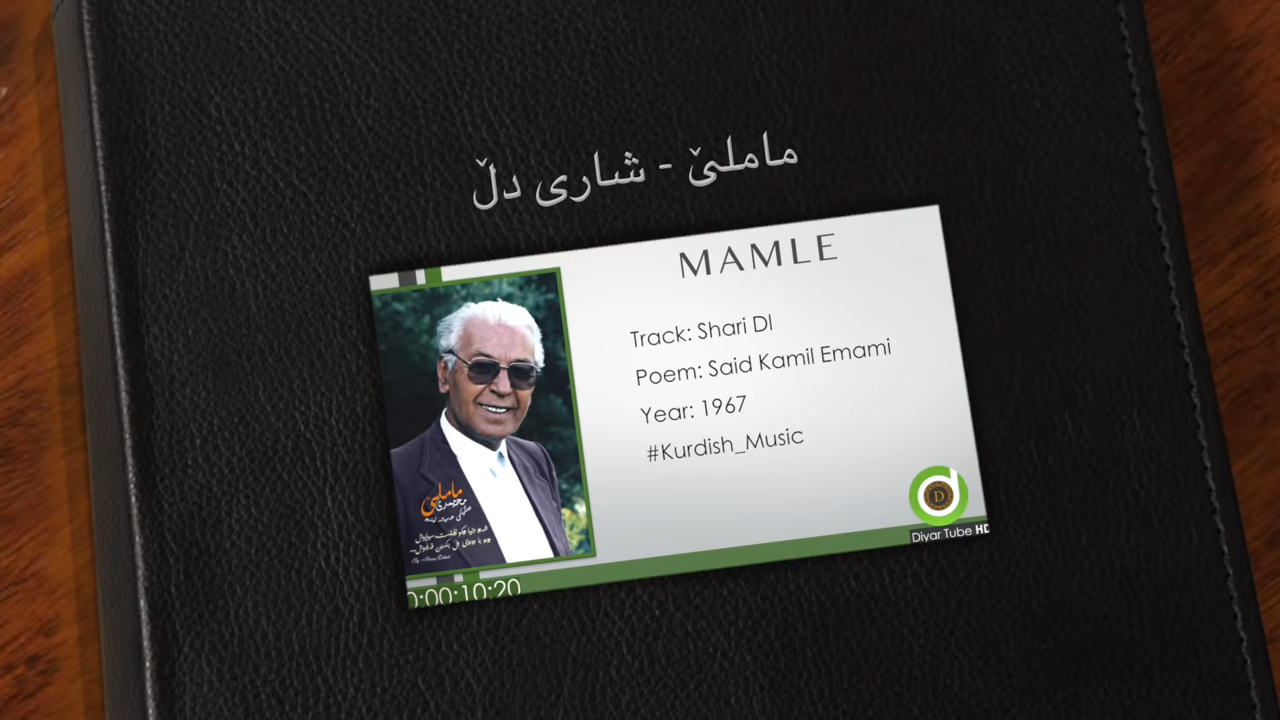 ماملێ - شاری دڵ
MAMLE
Track: Shari Dl
Poem: Said Kamil Emami
Year: 1967
#Kurdish_Music
ماملێ
Diyar Tube HD
0:00:10:20